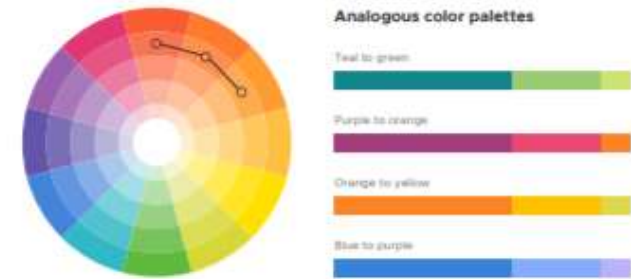 Analogous color palettes
Teal to green
Purple to orange
Orange to yellow
Blue to purple